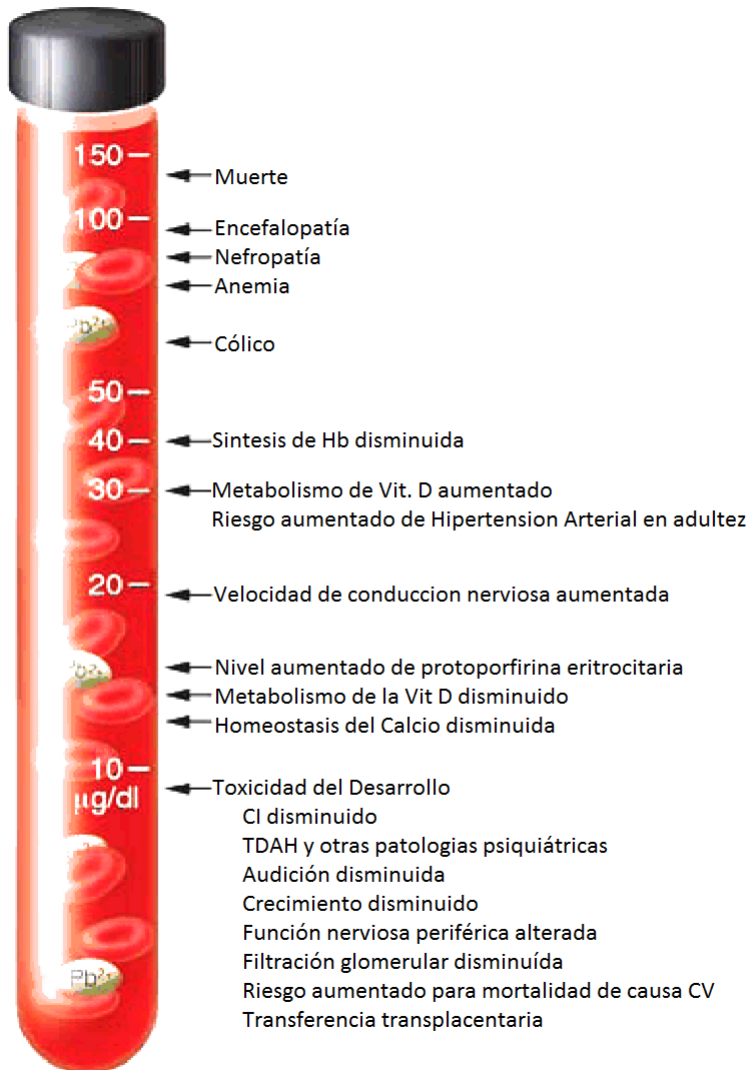 150
Muerte
100
Encefalopatía
Nefropatía
Anemia
Pb²⁺
Cólico
50
40
Sintesis de Hb disminuida
30
Metabolismo de Vit. D aumentado
Riesgo aumentado de Hipertension Arterial en adultez
20
Velocidad de conduccion nerviosa aumentada
Nivel aumentado de protoporfirina eritrocitaria
Metabolismo de la Vit D disminuido
Homeostasis del Calcio disminuida
10
µg/dl
Toxicidad del Desarrollo
CI disminuido
TDAH y otras patologias psiquiátricas
Audición disminuida
Crecimiento disminuido
Función nerviosa periférica alterada
Filtración glomerular disminuída
Pb²⁺
Riesgo aumentado para mortalidad de causa CV
Transferencia transplacentaria